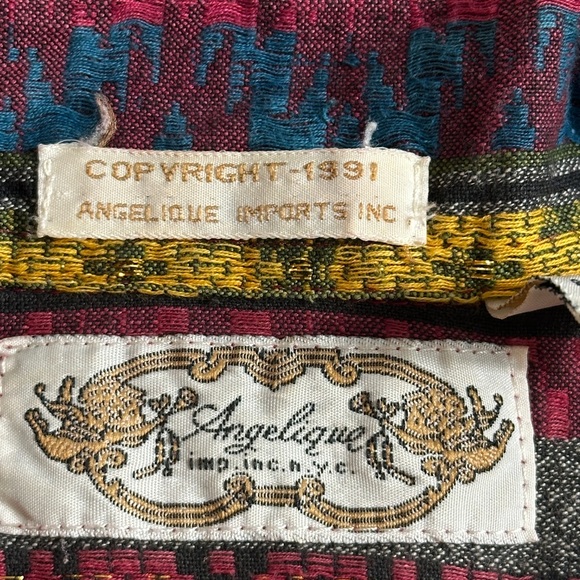 COPYRIGHT-1991
ANGELIQUE IMPORTS INC
Angelique
imp. inc. n. y. c.